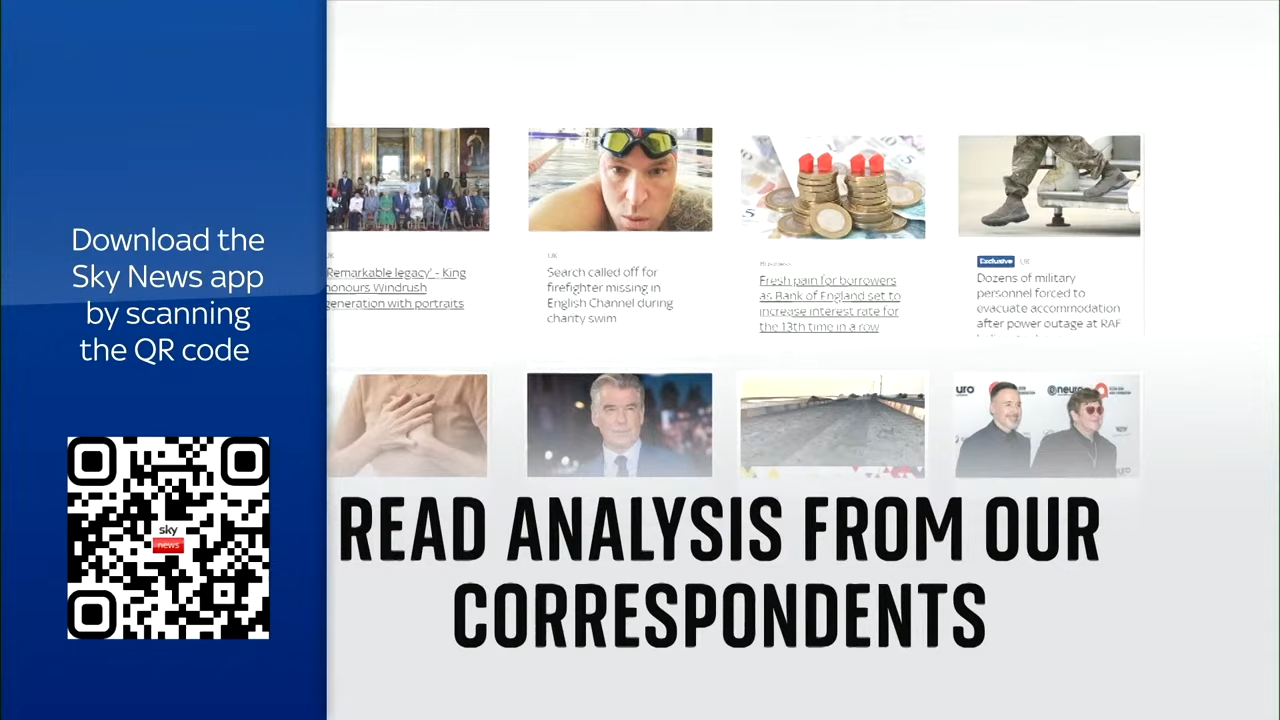 Download the
Sky News app
by scanning
the QR code
sky
news
UK
'Remarkable legacy' - King
honours Windrush
generation with portraits
UK
Search called off for
firefighter missing in
English Channel during
charity swim
Business
Fresh pain for borrowers
as Bank of England set to
increase interest rate for
the 13th time in a row
Exclusive UK
Dozens of military
personnel forced to
evacuate accommodation
after power outage at RAF
READ ANALYSIS FROM OUR
CORRESPONDENTS